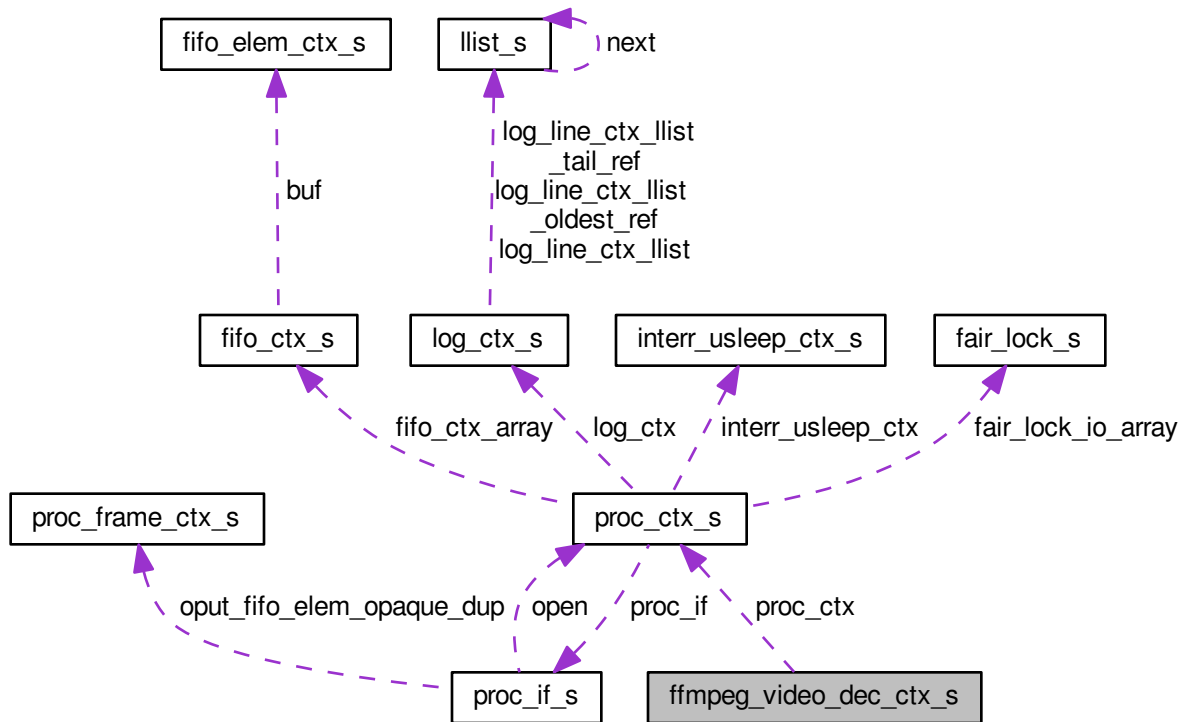 fifo_elem_ctx_s
llist_s
next
log_line_ctx_llist
_tail_ref
log_line_ctx_llist
_oldest_ref
log_line_ctx_llist
buf
fifo_ctx_s
log_ctx_s
interr_usleep_ctx_s
fair_lock_s
fifo_ctx_array
log_ctx
interr_usleep_ctx
fair_lock_io_array
proc_frame_ctx_s
proc_ctx_s
oput_fifo_elem_opaque_dup
open
proc_if
proc_ctx
proc_if_s
ffmpeg_video_dec_ctx_s